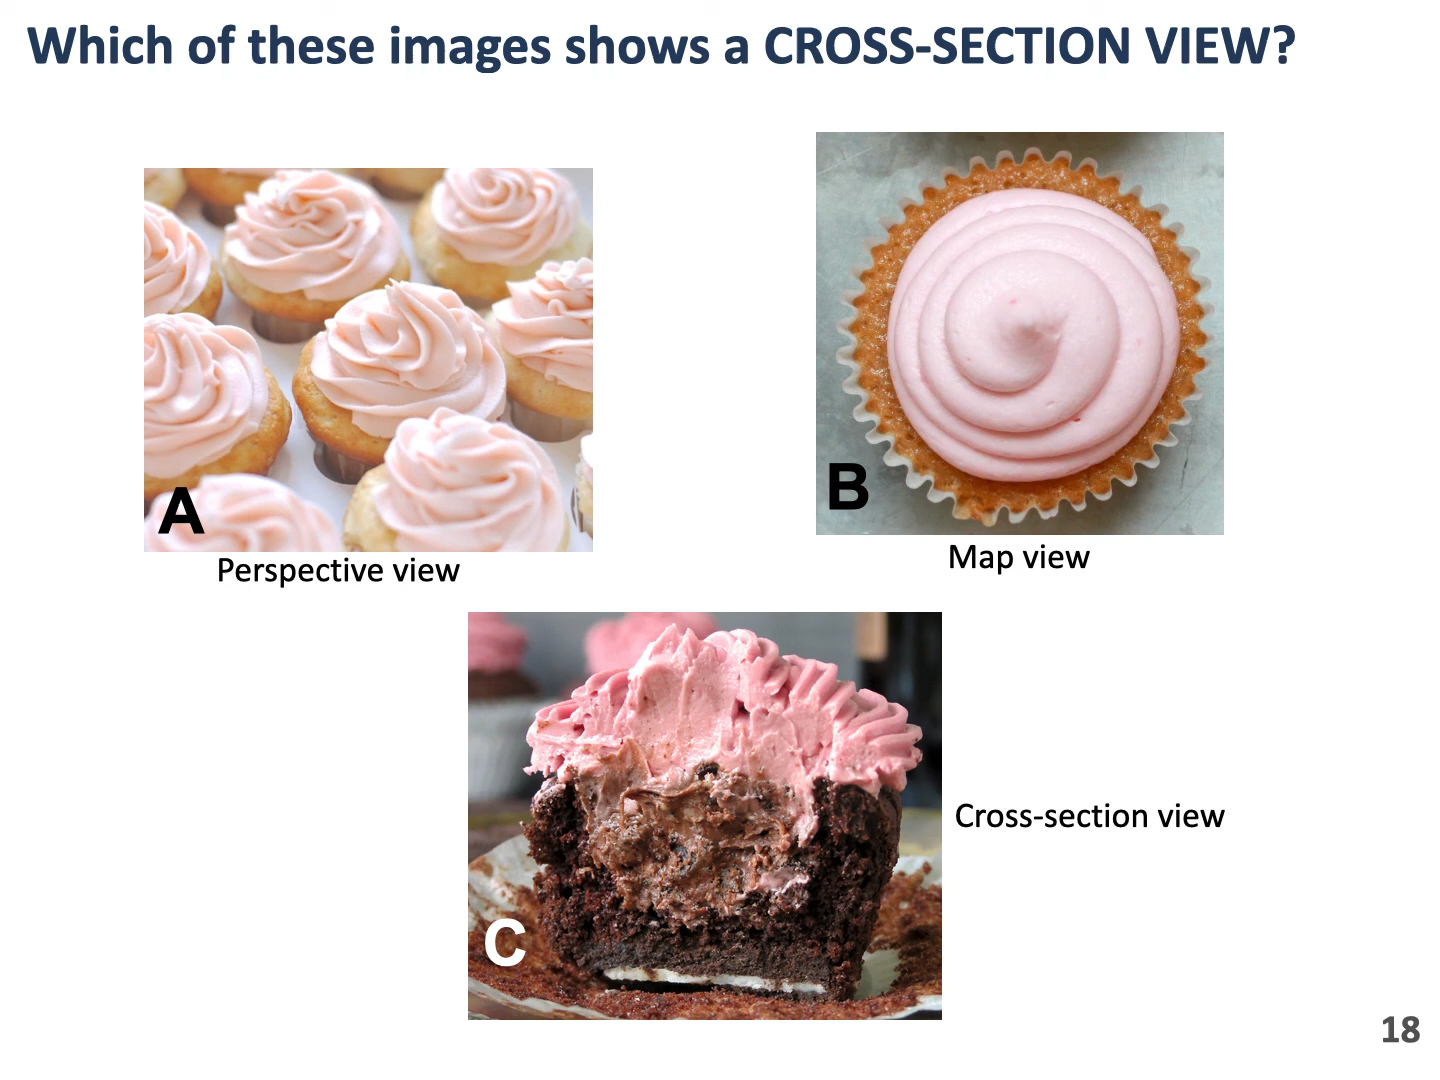 Which of these images shows a CROSS-SECTION VIEW?
A
Perspective view
B
Map view
C
Cross-section view
18